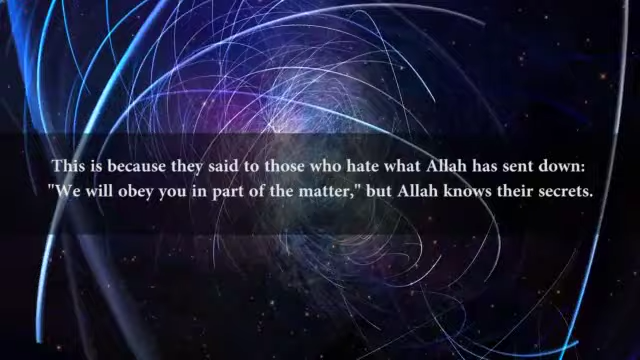 This is because they said to those who hate what Allah has sent down:
"We will obey you in part of the matter," but Allah knows their secrets.